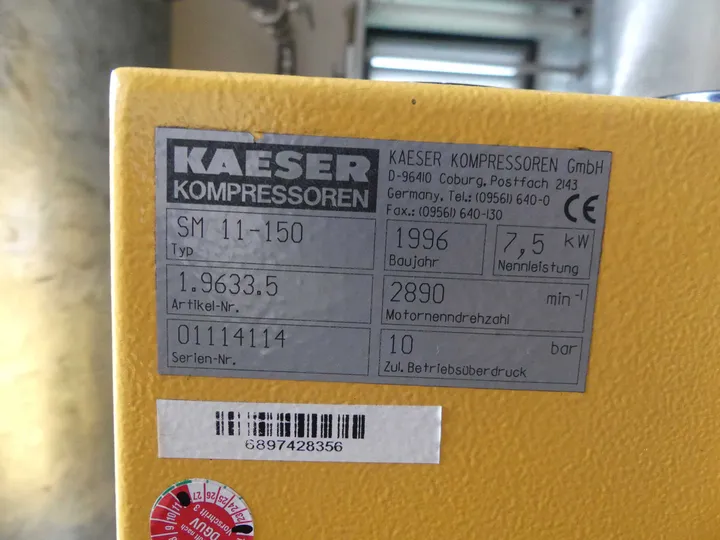 KAESER
KOMPRESSOREN
KAESER KOMPRESSOREN GmbH
D-96410 Coburg, Postfach 2143
Germany, Tel.: (09561) 640-0
Fax.: (09561) 640-130
CE
SM 11-150
Typ
1996
Baujahr
7,5 kW
Nennleistung
1.9633.5
Artikel-Nr.
2890 min-1
Motornenndrehzahl
01114114
Serien-Nr.
10 bar
Zul. Betriebsüberdruck
6897428356
DGUV
Vorschrift 3